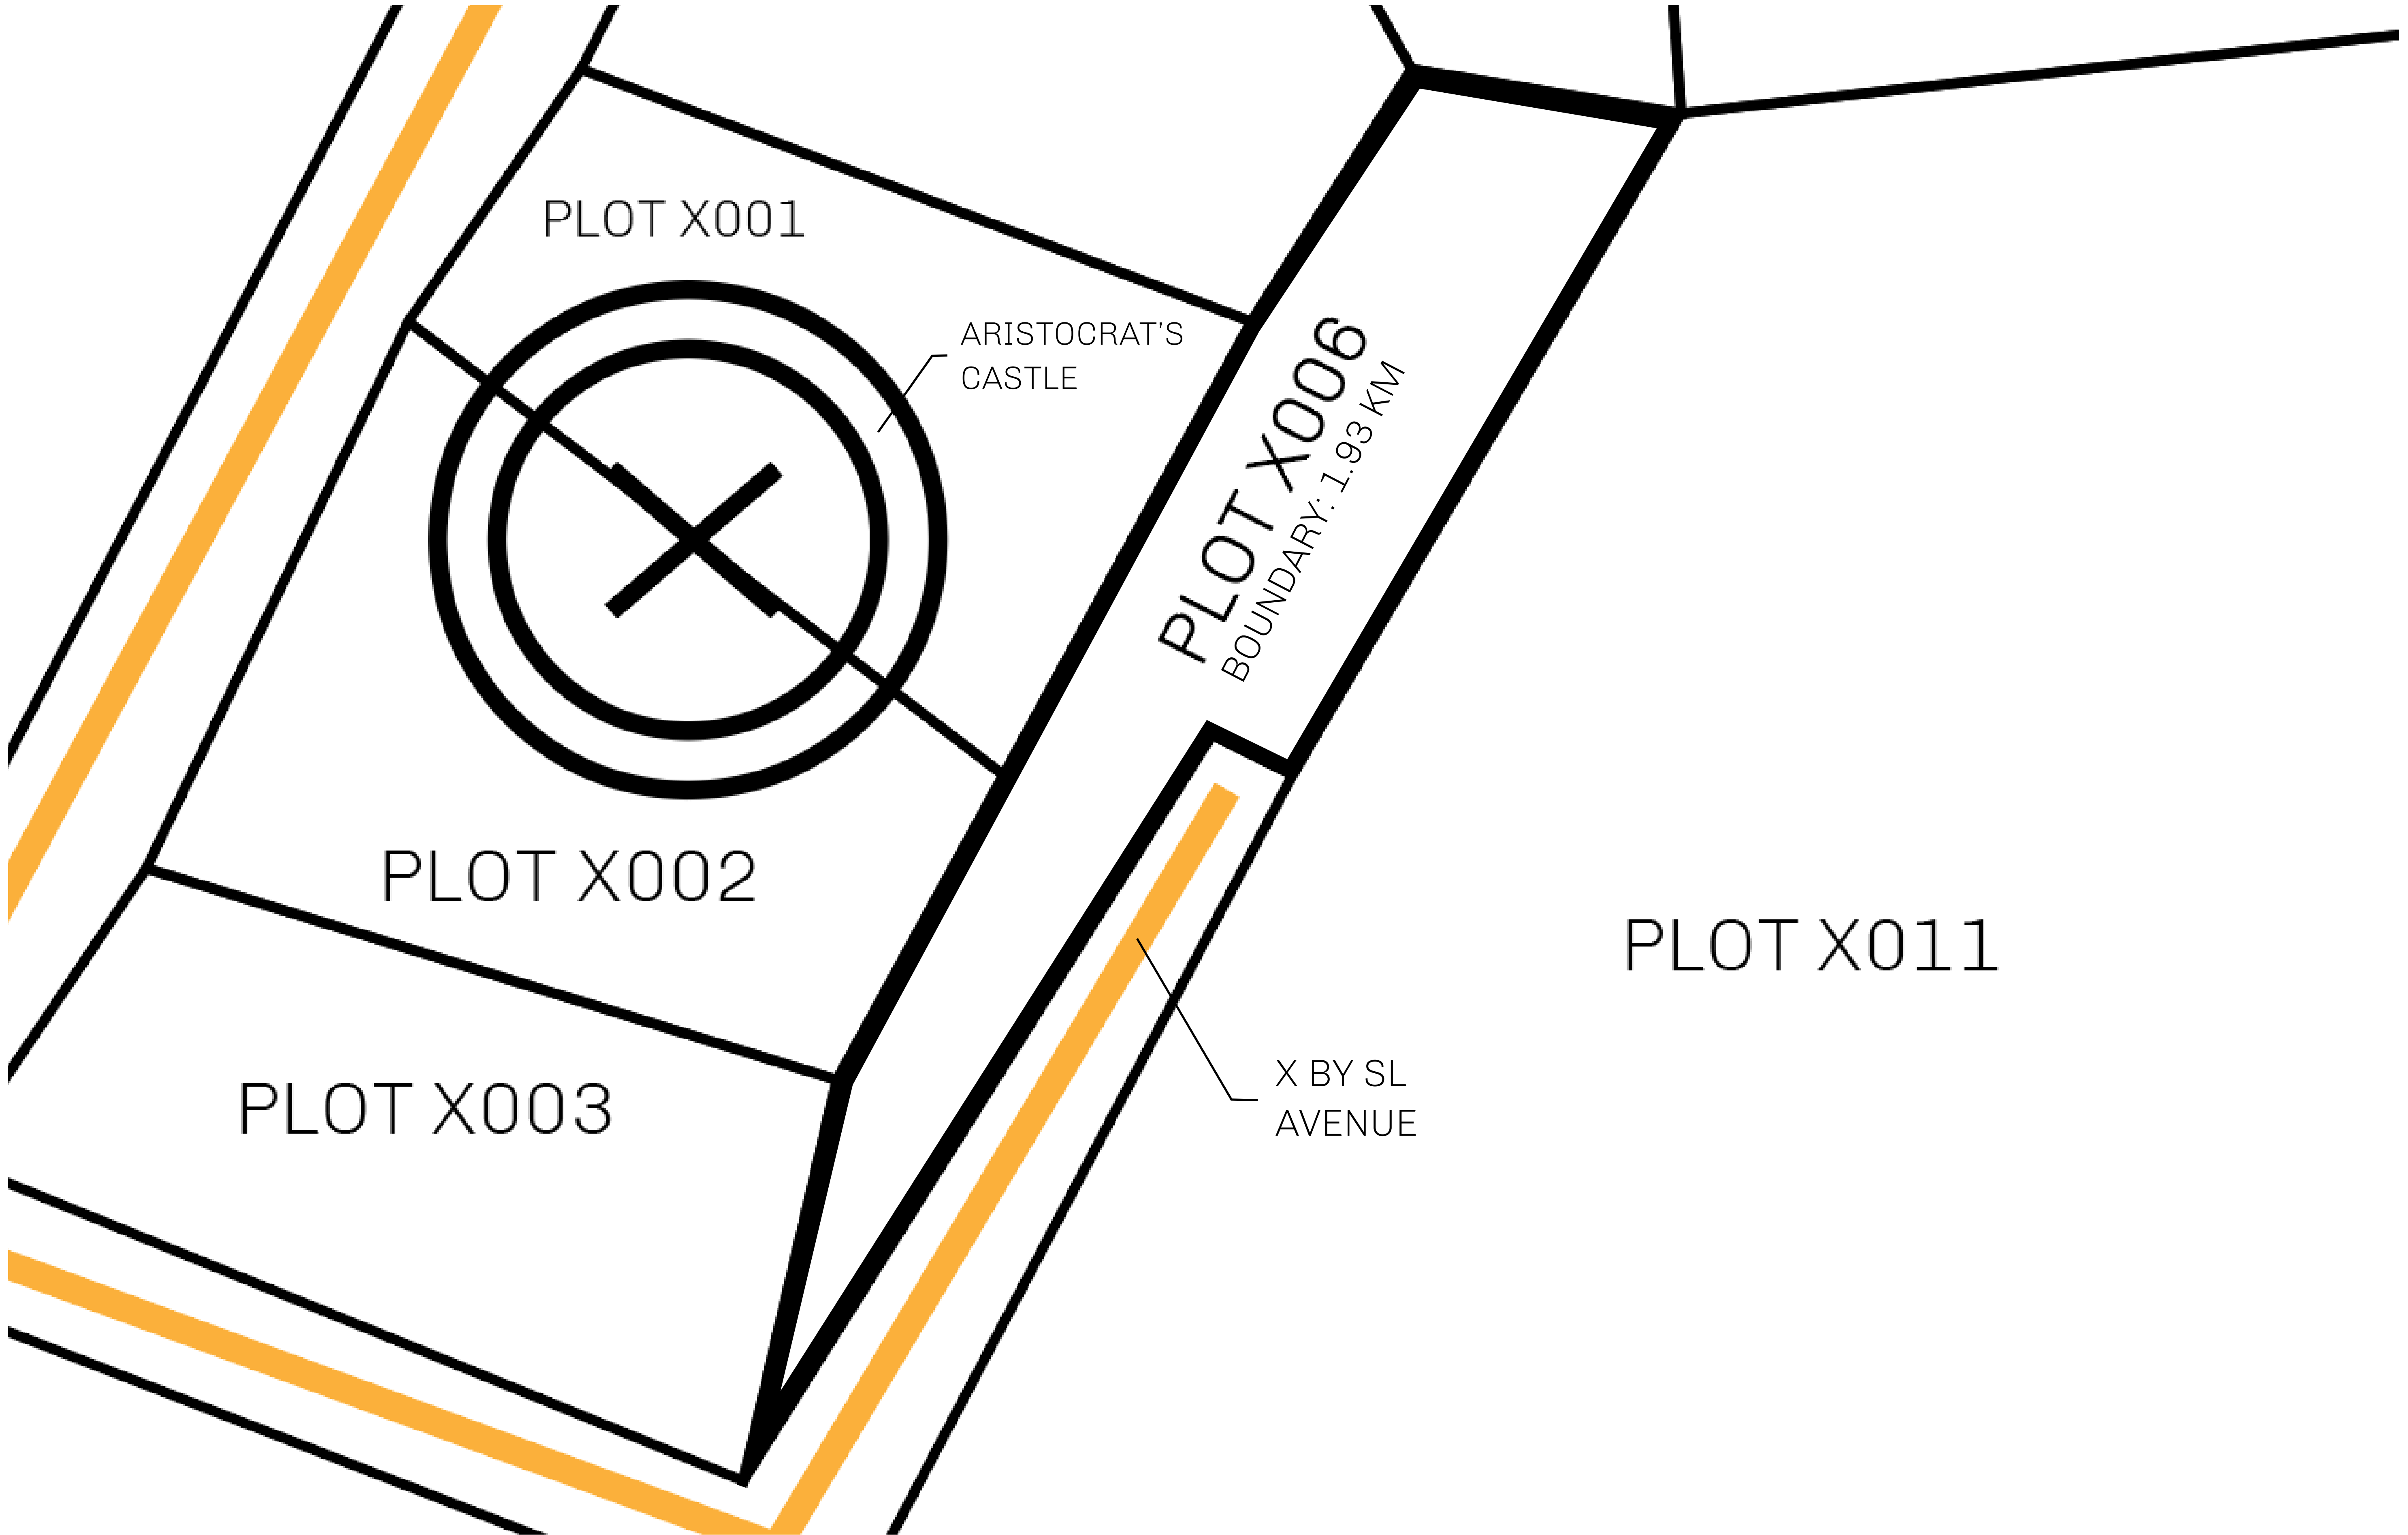 PLOT X001
ARISTOCRAT'S
CASTLE
PLOT X006
BOUNDARY: 1.93 KM
PLOT X002
PLOT X011
X BY SL
AVENUE
PLOT X003